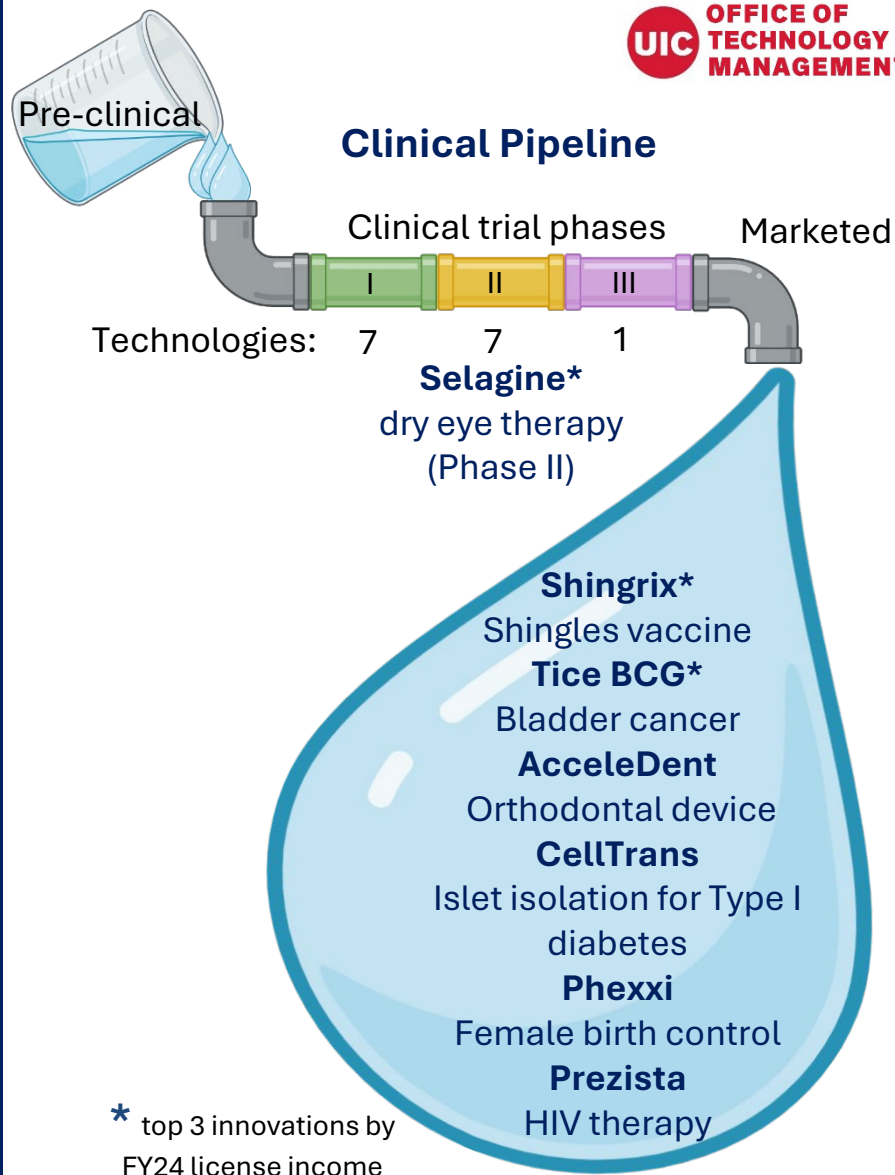 UIC
OFFICE OF
TECHNOLOGY
MANAGEMENT
Pre-clinical
Clinical Pipeline
Clinical trial phases
Marketed
I II III
Technologies: 7 7 1
Selagine*
dry eye therapy
(Phase II)
Shingrix*
Shingles vaccine
Tice BCG*
Bladder cancer
AcceleDent
Orthodontal device
CellTrans
Islet isolation for Type I
diabetes
Phexxi
Female birth control
Prezista
HIV therapy
* top 3 innovations by
FY24 license income